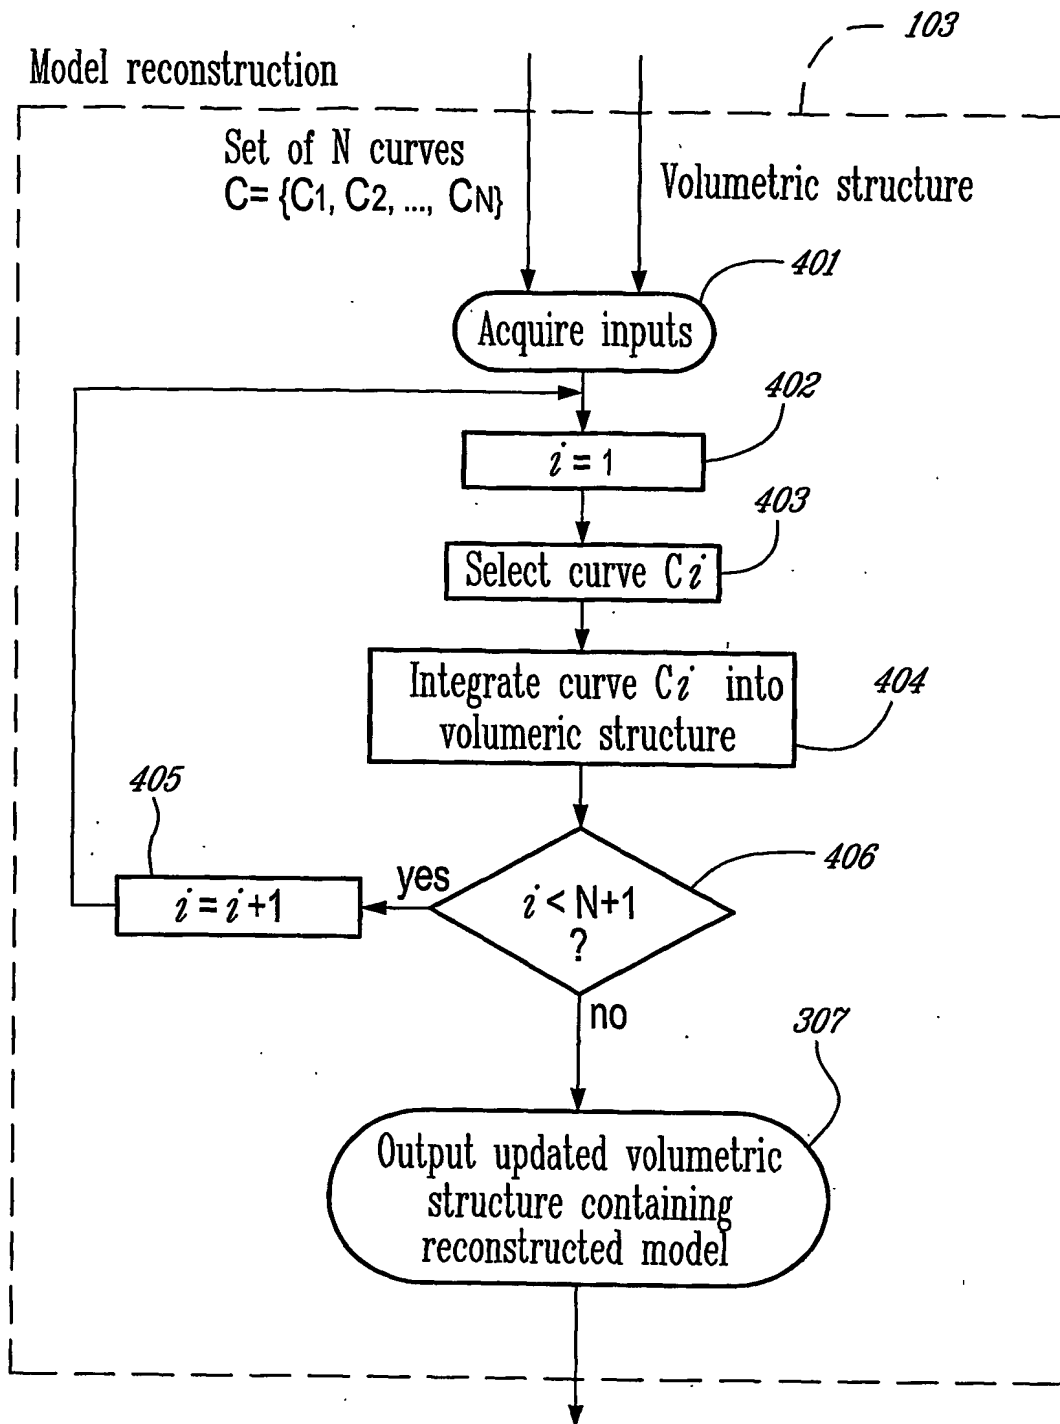 103
Model reconstruction
Set of N curves
C= {C1, C2, ..., CN}
Volumetric structure
401
Acquire inputs
402
i = 1
403
Select curve Ci
Integrate curve Ci into
volumeric structure
404
405
i = i+1
yes
i < N+1
?
406
no
307
Output updated volumetric
structure containing
reconstructed model